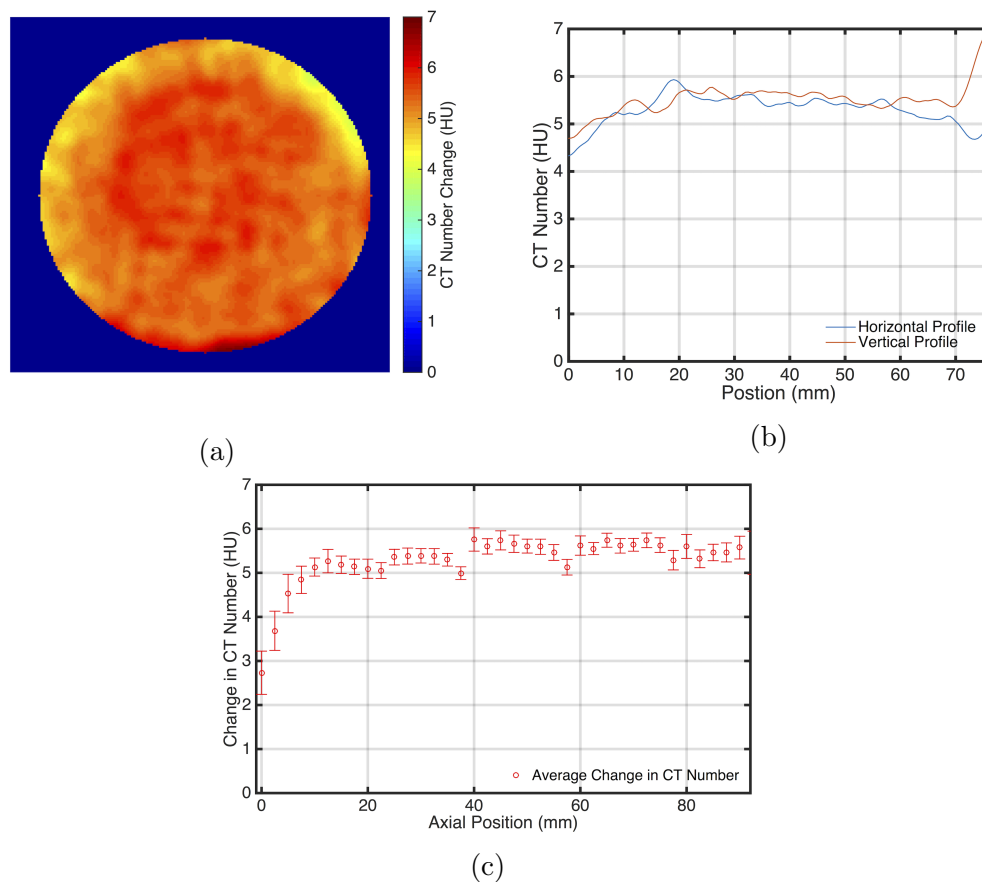 7
6
5
4
3
2
1
0
CT Number Change (HU)
(a)
7
6
5
4
3
2
1
0
CT Number (HU)
Horizontal Profile
Vertical Profile
0 10 20 30 40 50 60 70
Postion (mm)
(b)
7
6
5
4
3
2
1
0
Change in CT Number (HU)
Average Change in CT Number
0 20 40 60 80
Axial Position (mm)
(c)